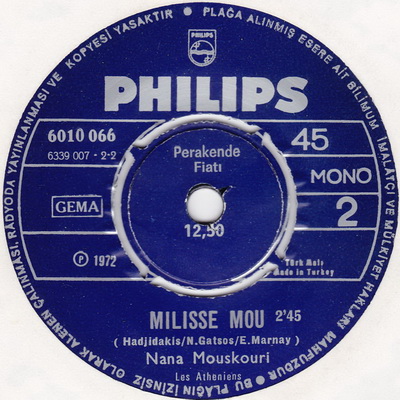 PLAĞA ALINMIŞ ESERE AİT BİLİMUM İMALATÇI VE MÜLKİYET HAKLARI MAHFUZDUR • BU PLAĞIN İZİNSİZ OLARAK ALENEN ÇALINMASI, RADYODA YAYINLANMASI VE KOPYESİ YASAKTIR •
PHILIPS
PHILIPS
6010 066
45
6339 007 • 2-2
Perakende
Fiatı
MONO
GEMA
12,50
2
Ⓟ 1972
Türk Malı
Made in Turkey
MILISSE MOU 2'45
( Hadjidakis/N.Gatsos/E.Marnay )
Nana Mouskouri
Les Atheniens